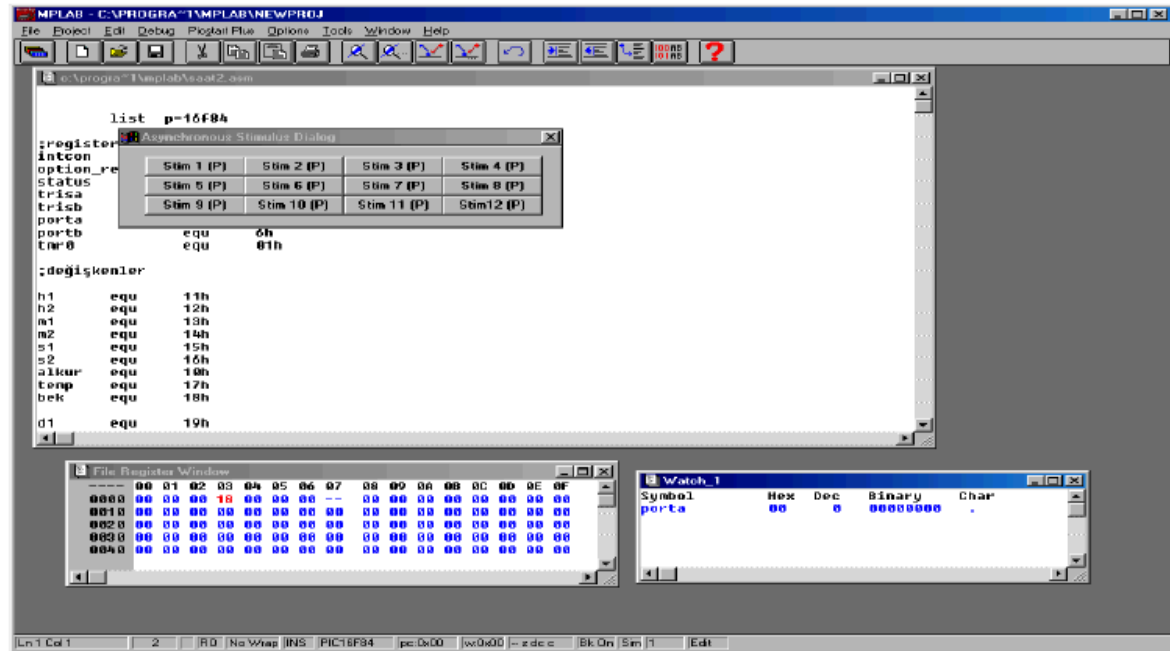 MPLAB - C:\PROGRA~1\MPLAB\NEWPROJ
File Project Edit Debug Picstart Plus Options Tools Window Help
c:\progra~1\mplab\saat2.asm
list p=16f84
Asynchronous Stimulus Dialog
;register
intcon
option_re
status
trisa
trisb
porta
portb equ 6h
tmr0 equ 01h
Stim 1 (P) Stim 2 (P) Stim 3 (P) Stim 4 (P)
Stim 5 (P) Stim 6 (P) Stim 7 (P) Stim 8 (P)
Stim 9 (P) Stim 10 (P) Stim 11 (P) Stim12 (P)
;değişkenler
h1 equ 11h
h2 equ 12h
m1 equ 13h
m2 equ 14h
s1 equ 15h
s2 equ 16h
alkur equ 10h
temp equ 17h
bek equ 18h
d1 equ 19h
File Register Window
---- 00 01 02 03 04 05 06 07 08 09 0A 0B 0C 0D 0E 0F
0000 00 00 00 18 00 00 00 -- 00 00 00 00 00 00 00 00
0010 00 00 00 00 00 00 00 00 00 00 00 00 00 00 00 00
0020 00 00 00 00 00 00 00 00 00 00 00 00 00 00 00 00
0030 00 00 00 00 00 00 00 00 00 00 00 00 00 00 00 00
0040 00 00 00 00 00 00 00 00 00 00 00 00 00 00 00 00
Watch_1
Symbol Hex Dec Binary Char
porta 00 0 00000000 .
Ln 1 Col 1 2 RO No Wrap INS PIC16F84 pc:0x00 w:0x00 -- z dc c Bk On Sim 1 Edit